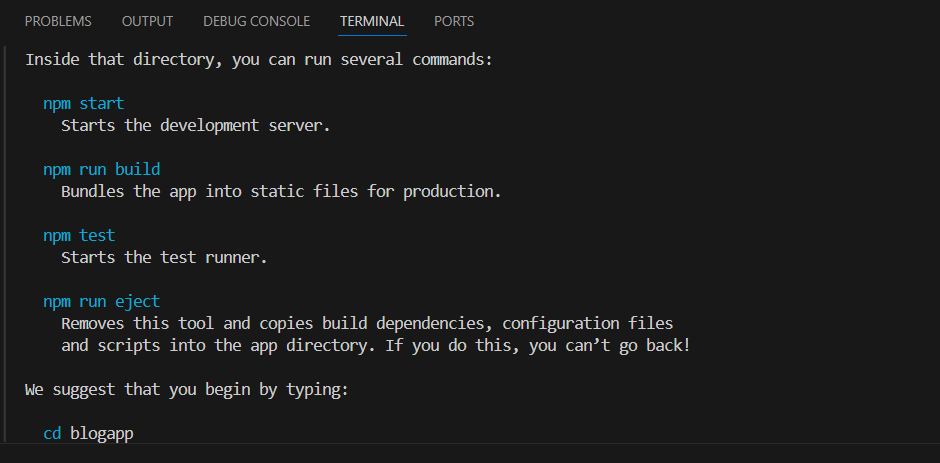 PROBLEMS OUTPUT DEBUG CONSOLE TERMINAL PORTS
Inside that directory, you can run several commands:
npm start
Starts the development server.
npm run build
Bundles the app into static files for production.
npm test
Starts the test runner.
npm run eject
Removes this tool and copies build dependencies, configuration files
and scripts into the app directory. If you do this, you can’t go back!
We suggest that you begin by typing:
cd blogapp